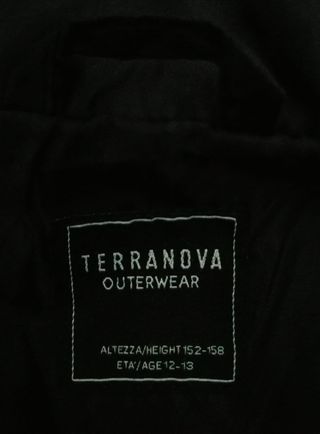 TERRANOVA
OUTERWEAR
ALTEZZA/HEIGHT 152-158
ETA'/AGE 12-13